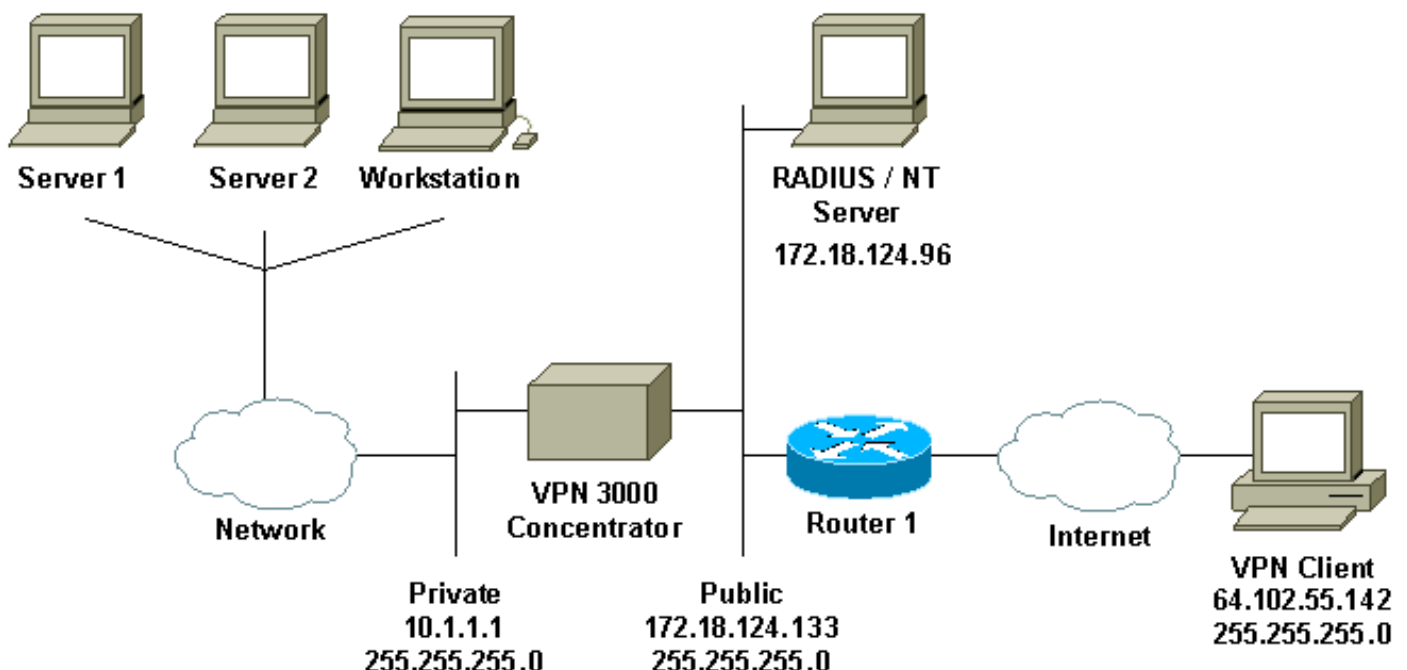 Server 1
Server 2
Workstation
RADIUS / NT
Server
172.18.124.96
Network
VPN 3000
Concentrator
Router 1
Internet
Private
10.1.1.1
255.255.255.0
Public
172.18.124.133
255.255.255.0
VPN Client
64.102.55.142
255.255.255.0